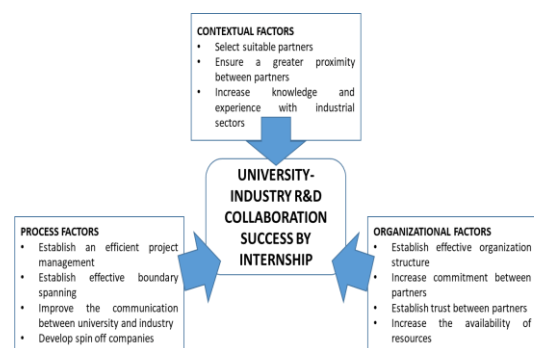 CONTEXTUAL FACTORS
• Select suitable partners
• Ensure a greater proximity
between partners
• Increase knowledge and
experience with industrial
sectors
UNIVERSITY-
INDUSTRY R&D
COLLABORATION
SUCCESS BY
INTERNSHIP
PROCESS FACTORS
• Establish an efficient project
management
• Establish effective boundary
spanning
• Improve the communication
between university and industry
• Develop spin off companies
ORGANIZATIONAL FACTORS
• Establish effective organization
structure
• Increase commitment between
partners
• Establish trust between partners
• Increase the availability of
resources